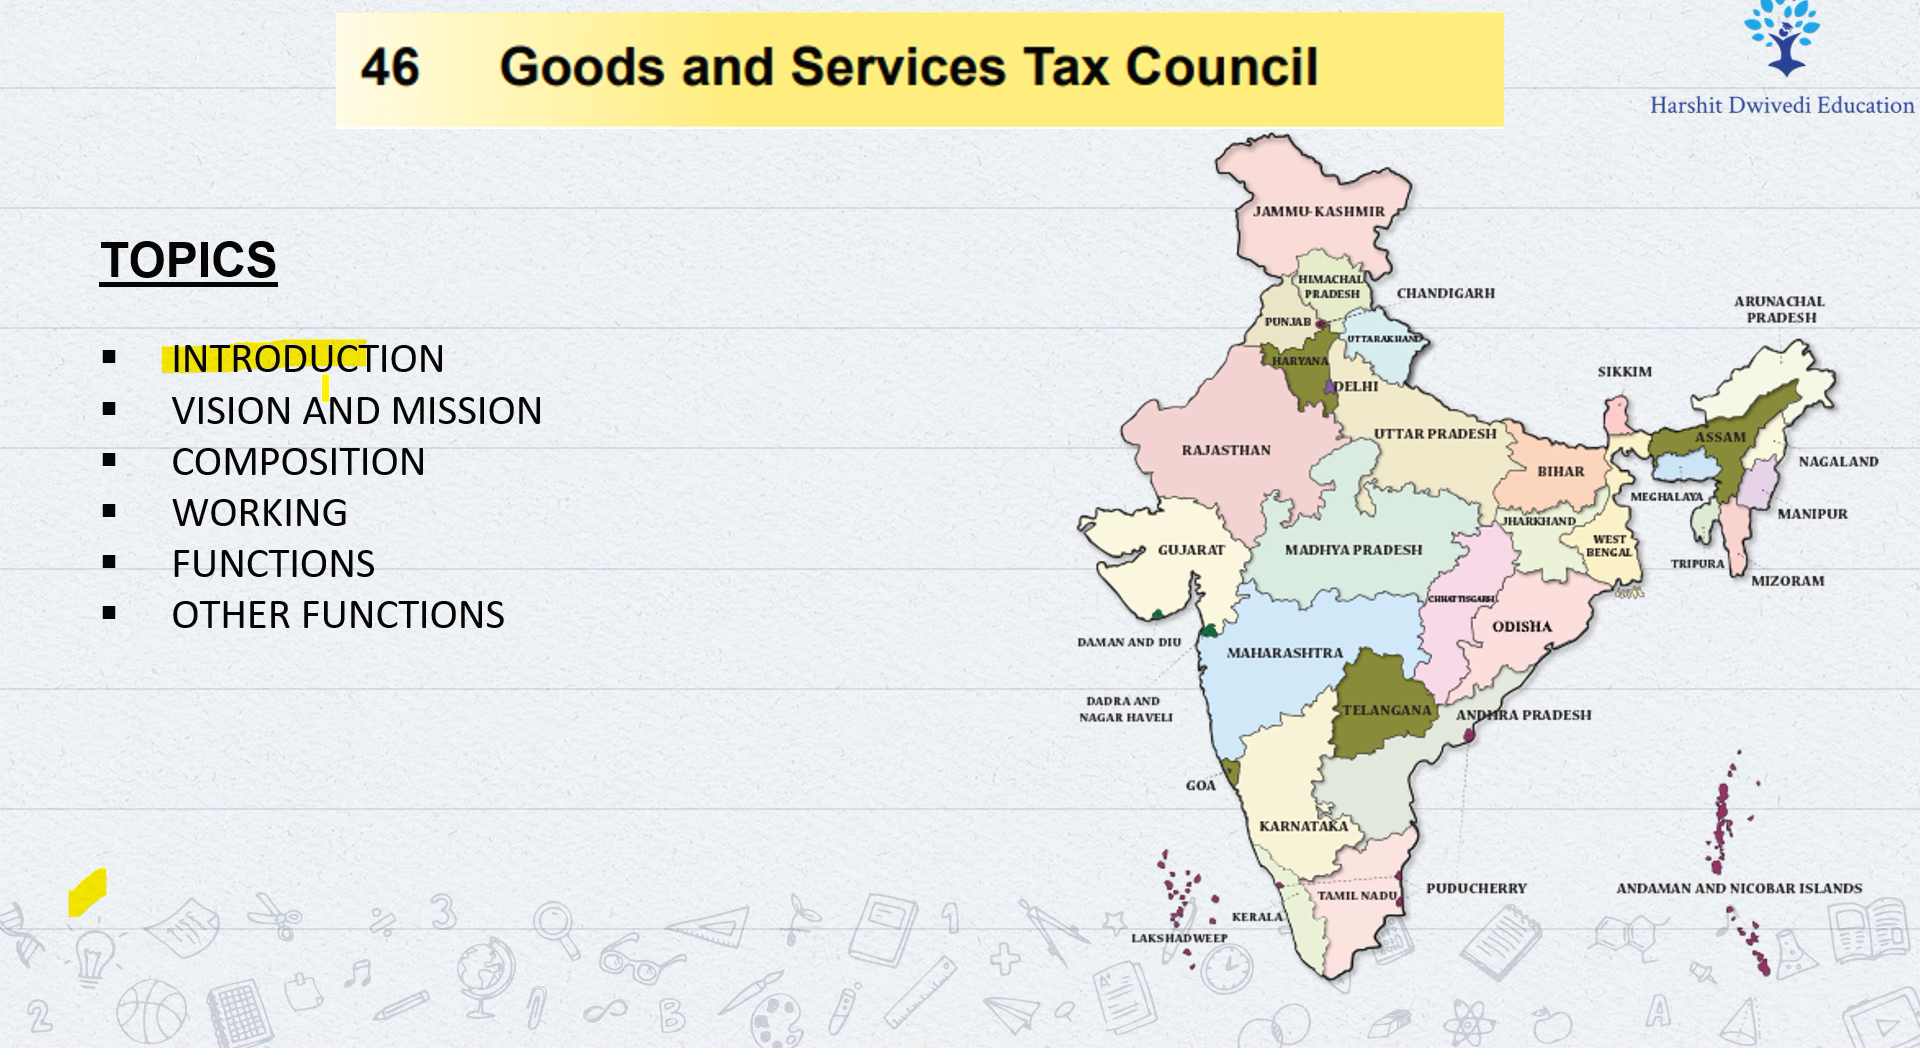 46 Goods and Services Tax Council
Harshit Dwivedi Education
TOPICS
▪ INTRODUCTION
▪ VISION AND MISSION
▪ COMPOSITION
▪ WORKING
▪ FUNCTIONS
▪ OTHER FUNCTIONS
JAMMU-KASHMIR
HIMACHAL
PRADESH
CHANDIGARH
PUNJAB
UTTARAKHAND
HARYANA
DELHI
ARUNACHAL
PRADESH
SIKKIM
RAJASTHAN
UTTAR PRADESH
BIHAR
ASSAM
NAGALAND
MEGHALAYA
MANIPUR
JHARKHAND
WEST
BENGAL
TRIPURA
MIZORAM
GUJARAT
MADHYA PRADESH
CHHATTISGARH
ODISHA
DAMAN AND DIU
MAHARASHTRA
DADRA AND
NAGAR HAVELI
TELANGANA
ANDHRA PRADESH
GOA
KARNATAKA
TAMIL NADU
PUDUCHERRY
ANDAMAN AND NICOBAR ISLANDS
KERALA
LAKSHADWEEP